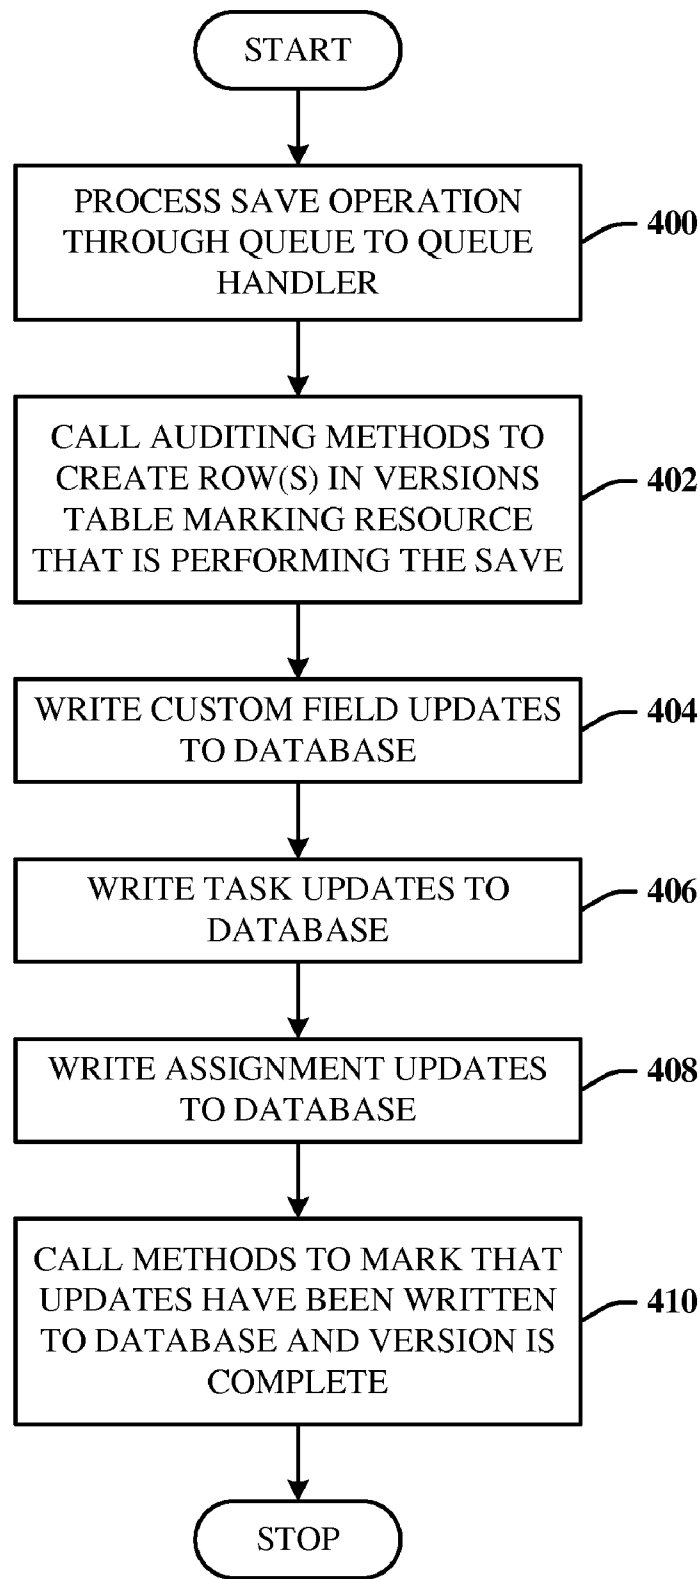 START
PROCESS SAVE OPERATION
THROUGH QUEUE TO QUEUE
HANDLER
400
CALL AUDITING METHODS TO
CREATE ROW(S) IN VERSIONS
TABLE MARKING RESOURCE
THAT IS PERFORMING THE SAVE
402
WRITE CUSTOM FIELD UPDATES
TO DATABASE
404
WRITE TASK UPDATES TO
DATABASE
406
WRITE ASSIGNMENT UPDATES
TO DATABASE
408
CALL METHODS TO MARK THAT
UPDATES HAVE BEEN WRITTEN
TO DATABASE AND VERSION IS
COMPLETE
410
STOP